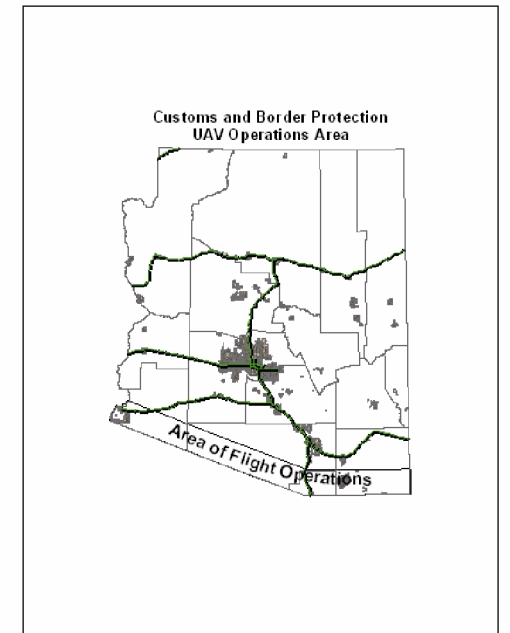 Customs and Border Protection
UAV Operations Area
Area of Flight Operations